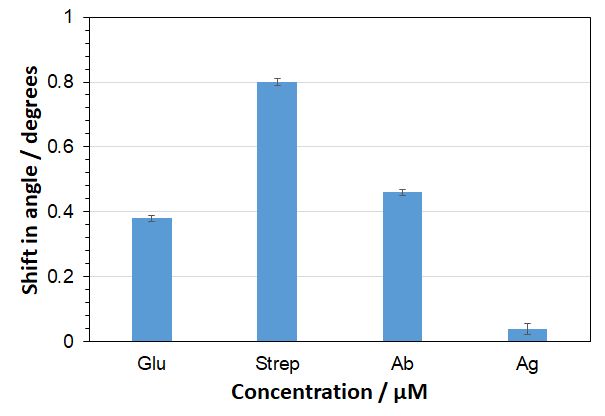 1
0.8
0.6
0.4
0.2
0
Shift in angle / degrees
Glu Strep Ab Ag
Concentration / µM